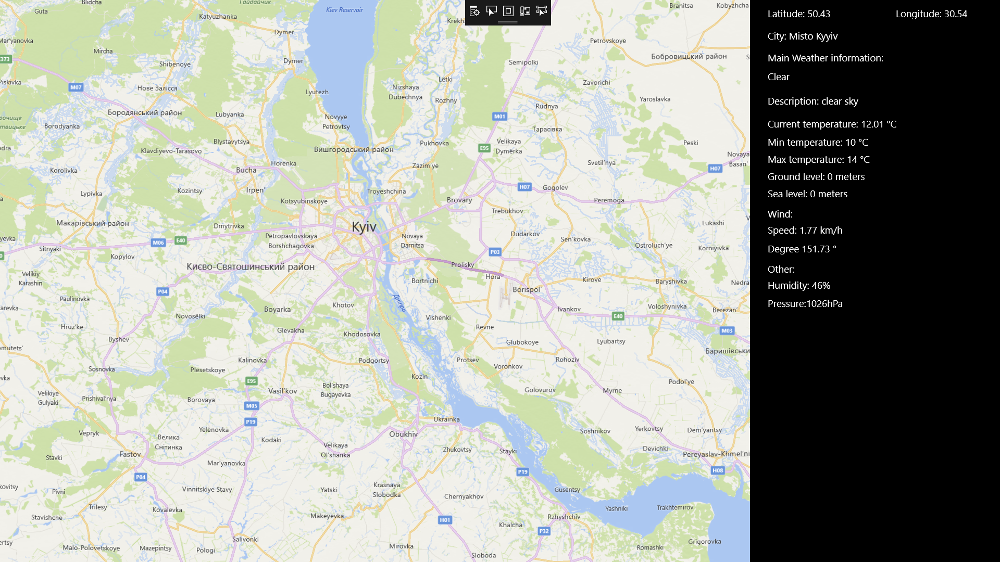 Blidcha
Гайдайчик
Guta
Katyuzhanka
Kiev Reservoir
Branitsa
Kobyzhcha
Dymer
Mar'yanovka
Petrovskoye
Mircha
Бобровицький район
373
Shibenoye
Dymer
Semipolki
Piskivka
M07
Нове Залісся
Lyutezh
Lëtki
Nizshaya
Dubechnya
Zavorichi
Rozhny
Yaroslavka
Бородянський район
Lubyanka
Rudnya
Novyye
Petrovtsy
M01
Borodyanka
Тарасівка
Blystavytsya
Pukhovka
Velikaya
Dymërka
Peski
Klavdiyevo-Tarasovo
Вишгородський район
E95
Novaya
Basan'
Horenka
Zazim'ye
Svetil'nya
Korolivka
Bucha
H07
Lypivka
Kozintsy
Irpen'
Troyeshchina
H07
Gogolev
Kotsyubinskoye
Brovary
Peremoga
Trebukhov
Макарівський район
Dmytrivka
Kyiv
Lukashi
Petropavlovskaya
Borshchagovka
Novaya
Darnitsa
Dudarkov
Sen'kovka
M06
E40
Sitnyaki
Ostroluch'ye
Korniyivka
Kopylov
P03
Києво-Святошинський район
Prolisky
Hora
Velikiy
Karashin
Bortnichi
Kirove
Baryshivka
Nedra
P04
Borispol'
Paulinovka
Дніпро
Khotov
Boyarka
Ivankov
Voloshynivka
Berezan'
Novosëlki
Vishenki
E40
Hruz'ke
Glevakha
Revne
M03
Khodosovka
Byshev
Glubokoye
Lyubartsy
Баришівськи
Kalinovka
Podgortsy
Protsev
Rohoziv
Sosnovka
Plesetskoye
Voronkov
Kozin
E95
Podol'ye
Velikiye
Gulyaki
Vasil'kov
Bol'shaya
Bugayevka
Golovurov
Myrne
Prishival'nya
Borovaya
M05
P19
Ukrainka
Vepryk
Yelënovka
Obukhiv
Soshnikov
Yerkovtsy
Dem'yantsy
Велика
Снітинка
Kodaki
Velikaya
Ol'shanka
Zhukovtsy
Stayki
Devichki
Fastov
Pereyaslav-Khmel'ni
Stavki
Mar'yanovka
P19
H08
P04
Vinnitskiye Stavy
Yatski
Krasnaya
Slobodka
Gusentsy
Pivni
Chernyakhov
Trilesy
Kovalëvka
Yashniki
Trakhtemirov
Stavishche
Makeyevka
H01
Rzhyshchiv
Khalcha
P32
Salivonki
Grigorovka
Malo-Polovetskoye
Mazepintsy
Pologi
Mirovka
Romashki
Sloboda
Latitude: 50.43
Longitude: 30.54
City: Misto Kyyiv
Main Weather information:
Clear
Description: clear sky
Current temperature: 12.01 °C
Min temperature: 10 °C
Max temperature: 14 °C
Ground level: 0 meters
Sea level: 0 meters
Wind:
Speed: 1.77 km/h
Degree 151.73 °
Other:
Humidity: 46%
Pressure:1026hPa